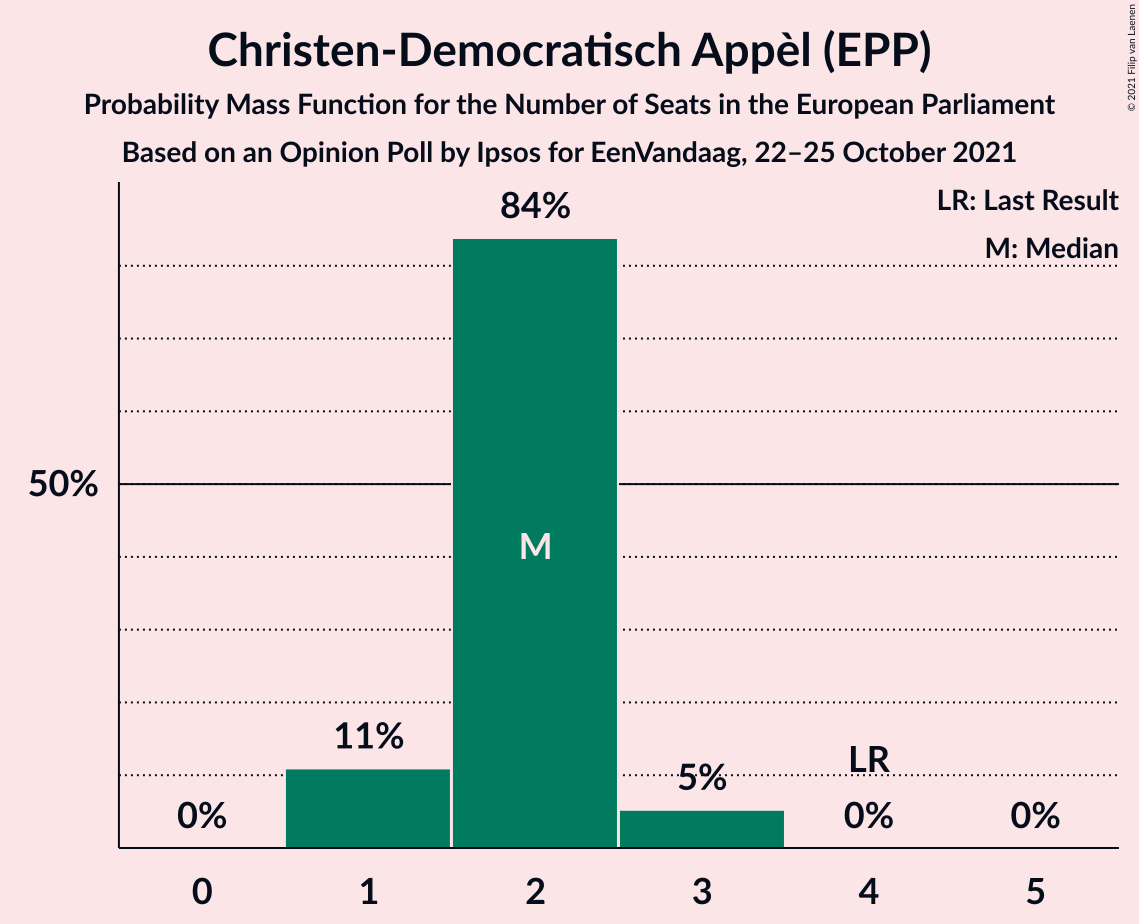 Christen-Democratisch Appèl (EPP)
Probability Mass Function for the Number of Seats in the European Parliament
Based on an Opinion Poll by Ipsos for EenVandaag, 22–25 October 2021
© 2021 Filip van Laenen
LR: Last Result
M: Median
84%
50%
M
11%
5%
LR
0%
0%
0%
0 1 2 3 4 5